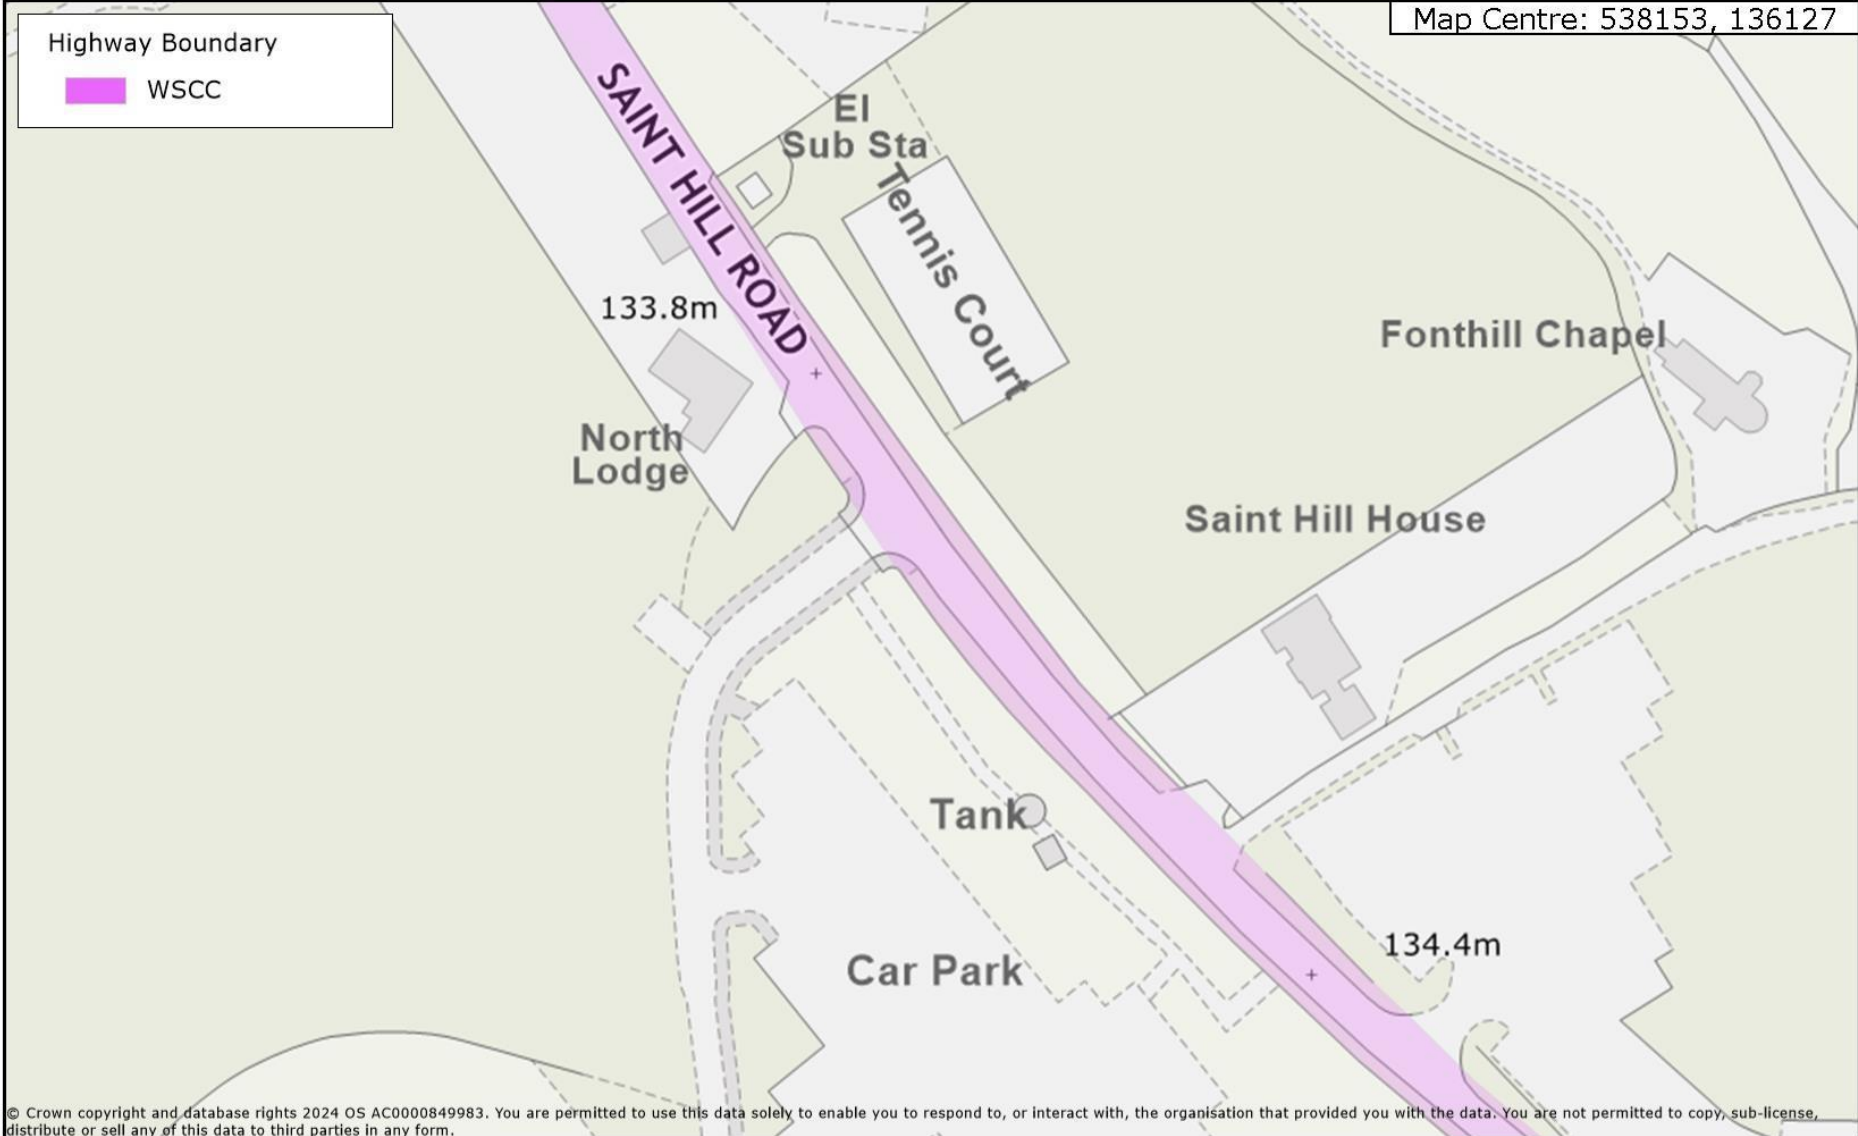 Highway Boundary
WSCC
Map Centre: 538153, 136127
SAINT HILL ROAD
El
Sub Sta
Tennis Court
133.8m
North
Lodge
Fonthill Chapel
Saint Hill House
Tank
Car Park
134.4m
© Crown copyright and database rights 2024 OS AC0000849983. You are permitted to use this data solely to enable you to respond to, or interact with, the organisation that provided you with the data. You are not permitted to copy, sub-license,
distribute or sell any of this data to third parties in any form.